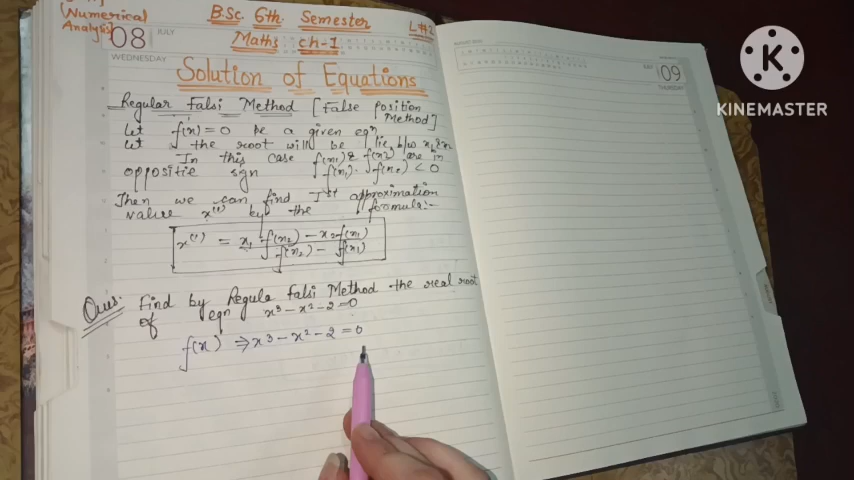 (Numerical
Analysis)
B.Sc. 6th Semester
L#2
08 JULY
Maths ch-1
WEDNESDAY
Solution of Equations
Regular Falsi Method [False Position
Method]
Let f(x) = 0 be a given eqn
Let the root will be lie b/w x₁ & x₂
In this case f(x₁) & f(x₂) are in
oppositie sign f(x₁). f(x₂) < 0
Then we can find Ist approximation
value x⁽¹⁾ by the formula:-
x⁽¹⁾ = x₁ f(x₂) - x₂ f(x₁)
f(x₂) - f(x₁)
Ques. Find by Regula Falsi Method the real root
of eqn x³ - x² - 2 = 0
f(x) ⇒ x³ - x² - 2 = 0
JULY 09
THURSDAY
K
KINEMASTER